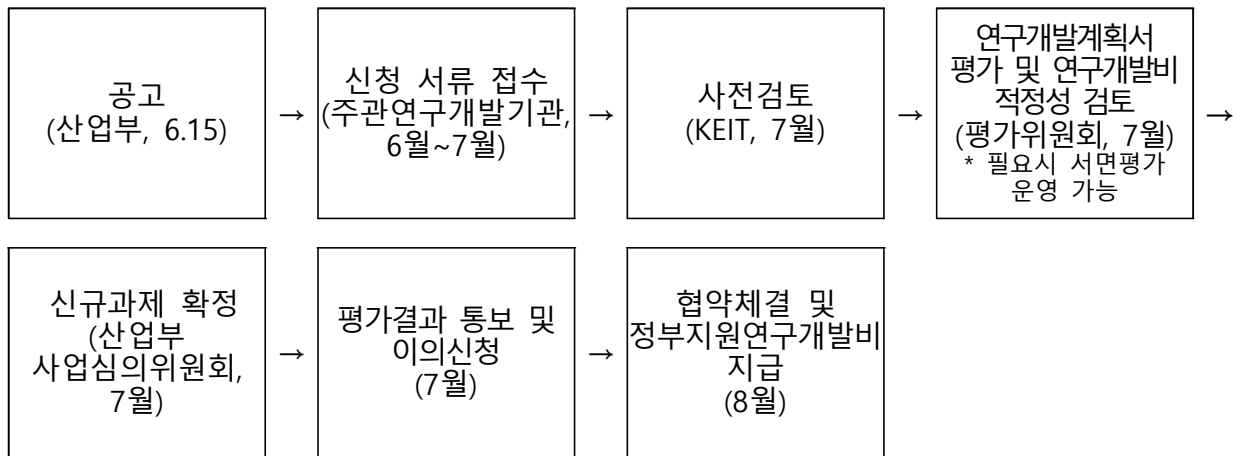 공고
(산업부, 6.15)
→
신청 서류 접수
(주관연구개발기관,
6월~7월)
→
사전검토
(KEIT, 7월)
→
연구개발계획서
평가 및 연구개발비
적정성 검토
(평가위원회, 7월)
* 필요시 서면평가
운영 가능
→
신규과제 확정
(산업부
사업심의위원회,
7월)
→
평가결과 통보 및
이의신청
(7월)
→
협약체결 및
정부지원연구개발비
지급
(8월)